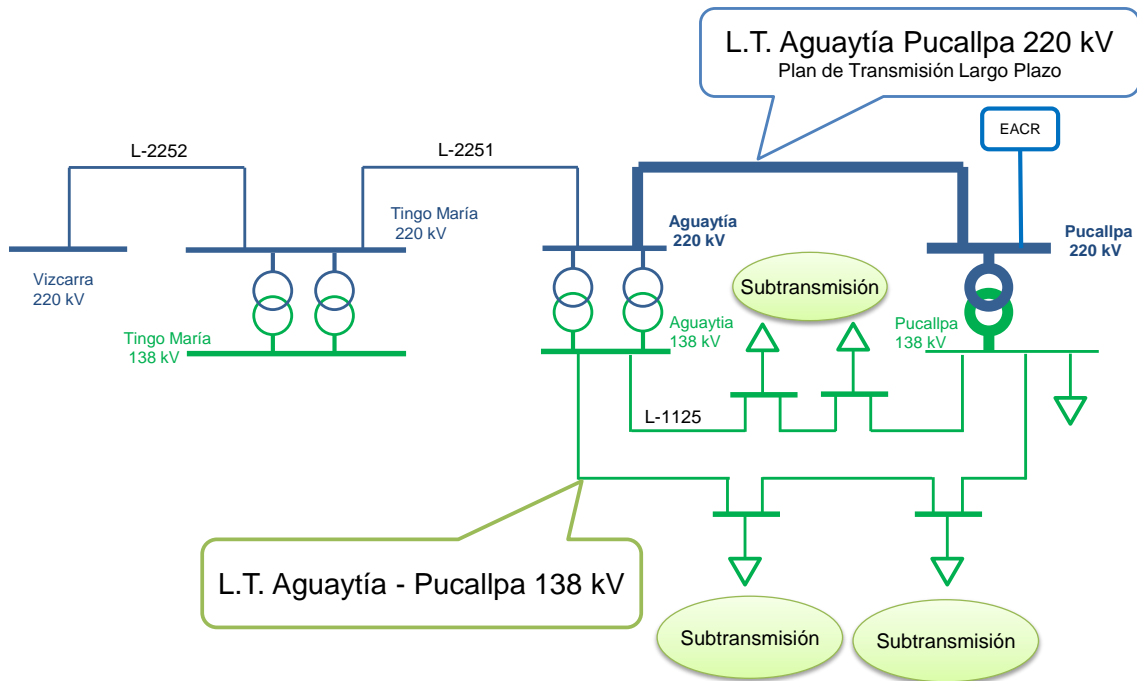 L.T. Aguaytía Pucallpa 220 kV
Plan de Transmisión Largo Plazo
EACR
L-2252
L-2251
Tingo María
220 kV
Aguaytía
220 kV
Pucallpa
220 kV
Vizcarra
220 kV
Subtransmisión
Tingo María
138 kV
Aguaytia
138 kV
Pucallpa
138 kV
L-1125
L.T. Aguaytía - Pucallpa 138 kV
Subtransmisión
Subtransmisión